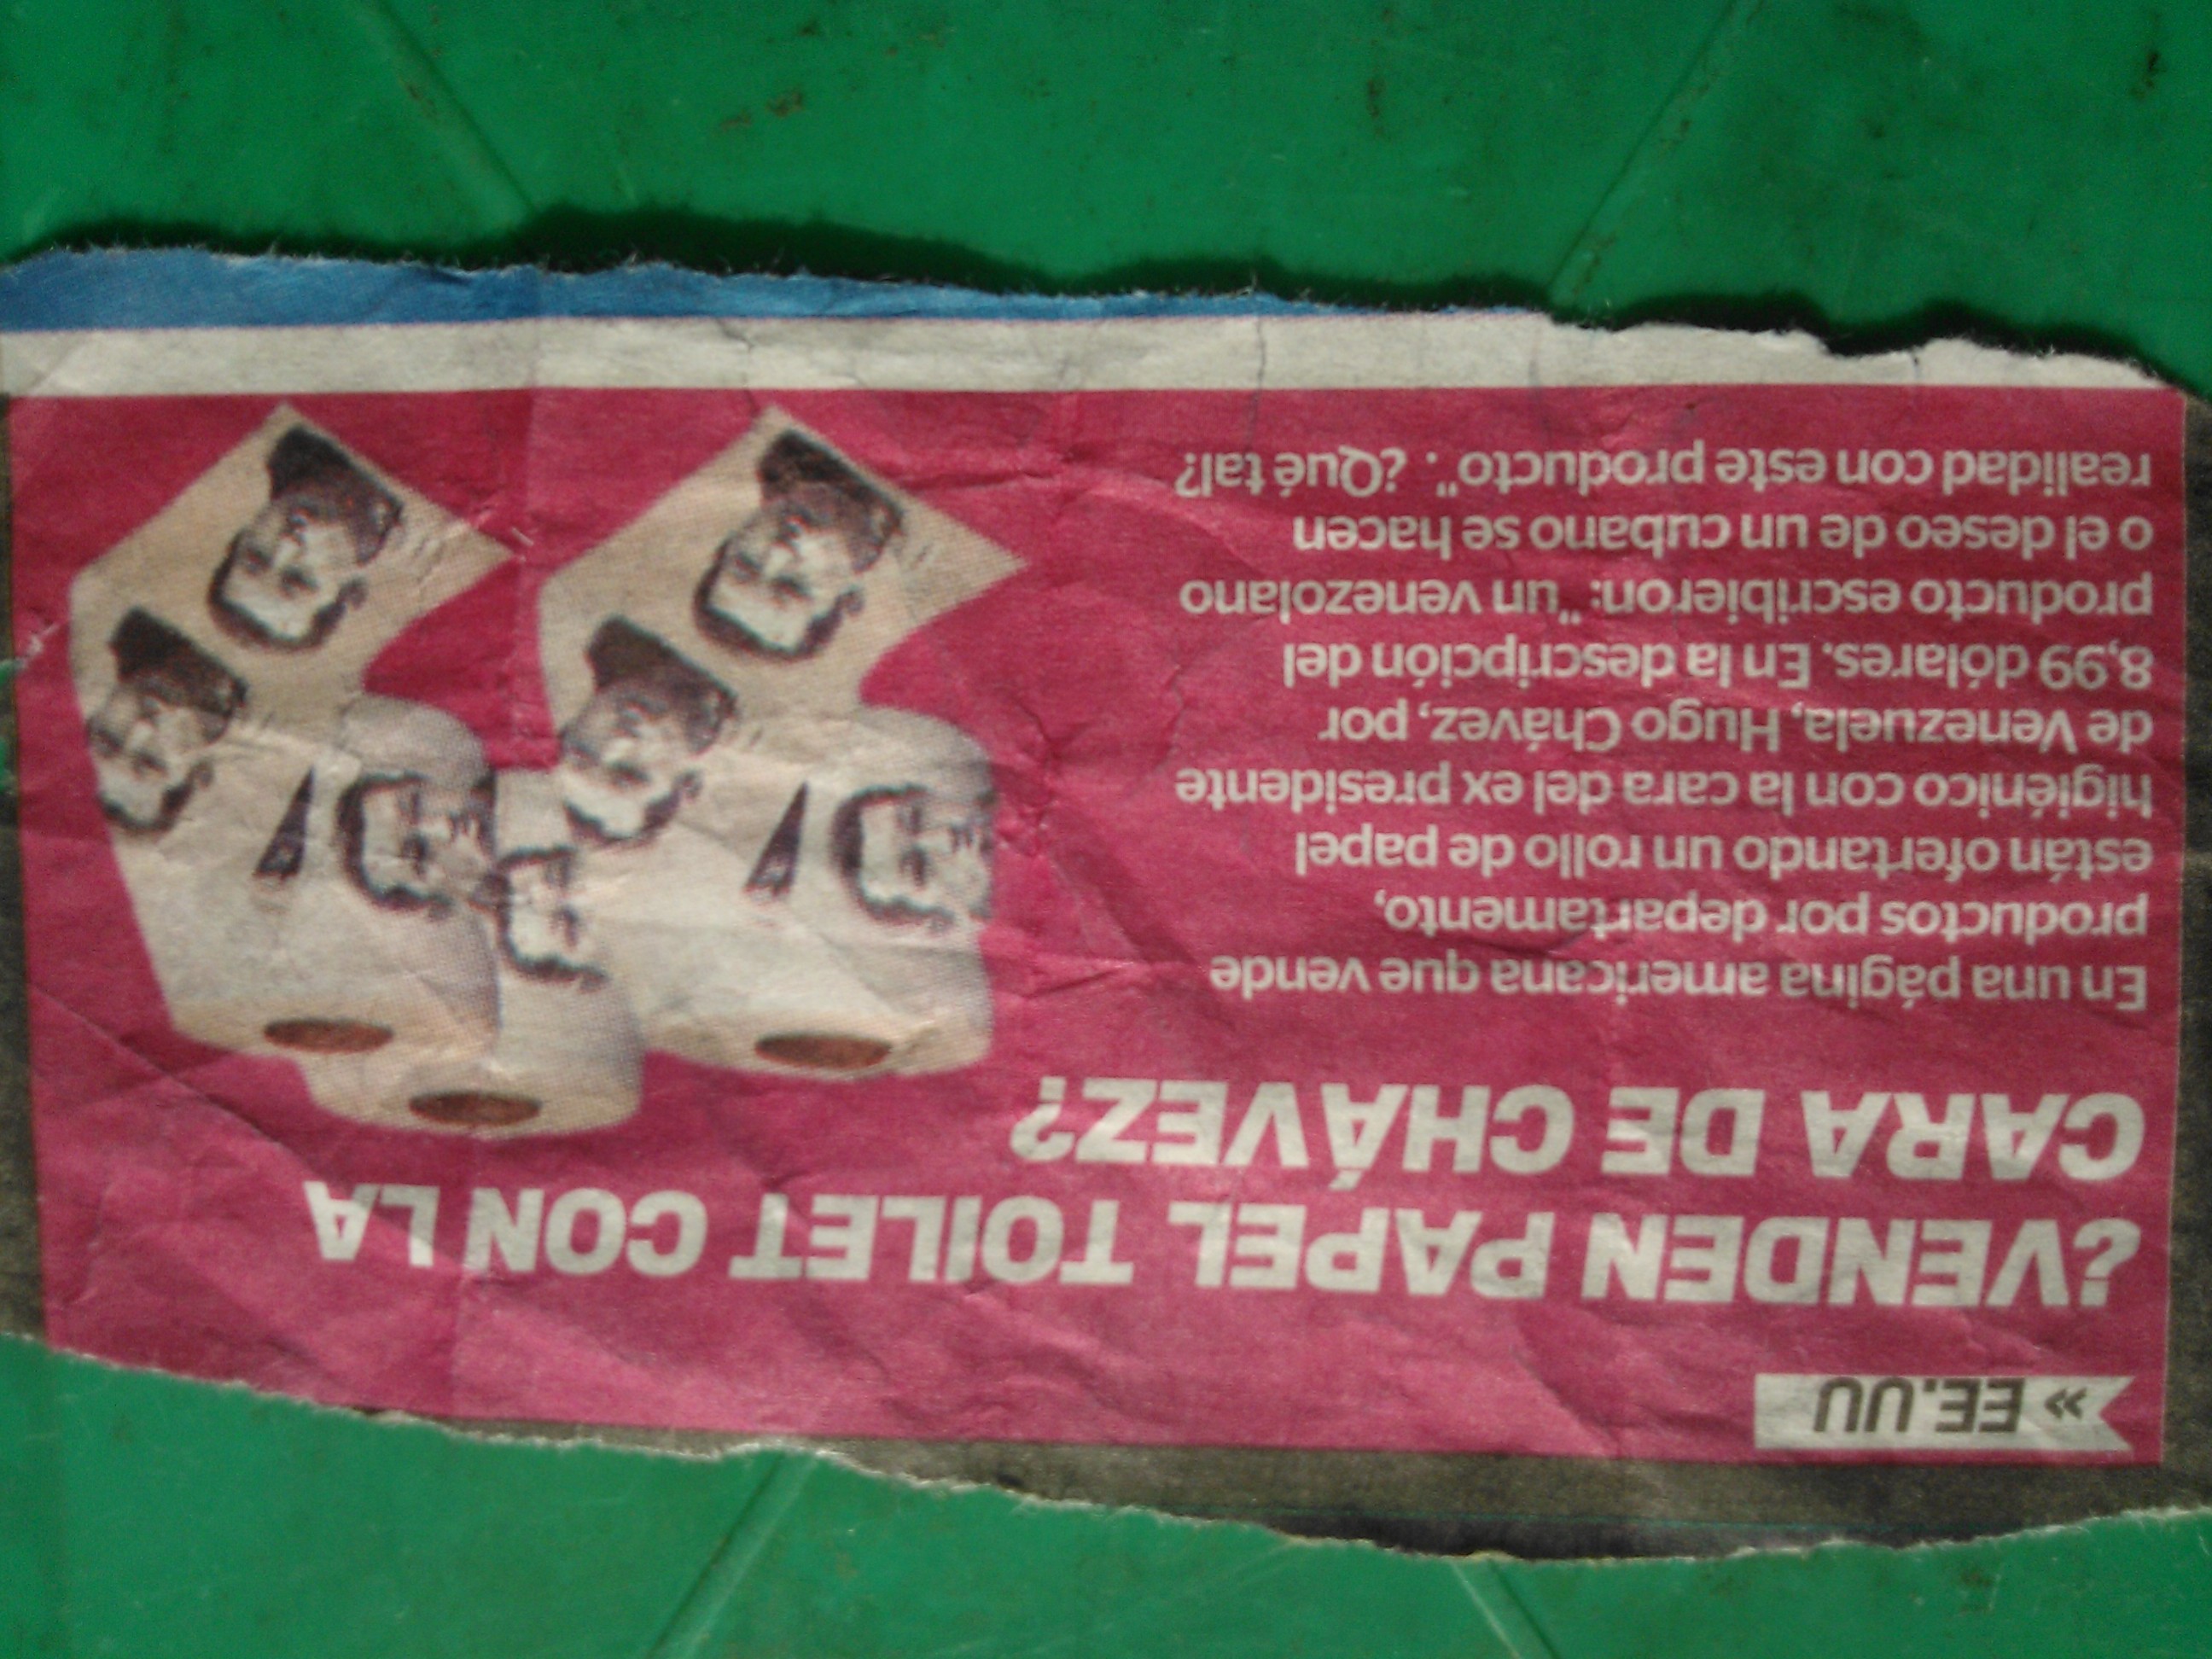 » EE.UU
¿VENDEN PAPEL TOILET CON LA
CARA DE CHÁVEZ?
En una página americana que vende
productos por departamento,
están ofertando un rollo de papel
higiénico con la cara del ex presidente
de Venezuela, Hugo Chávez, por
8,99 dólares. En la descripción del
producto escribieron: "un venezolano
o el deseo de un cubano se hacen
realidad con este producto". ¿Qué tal?